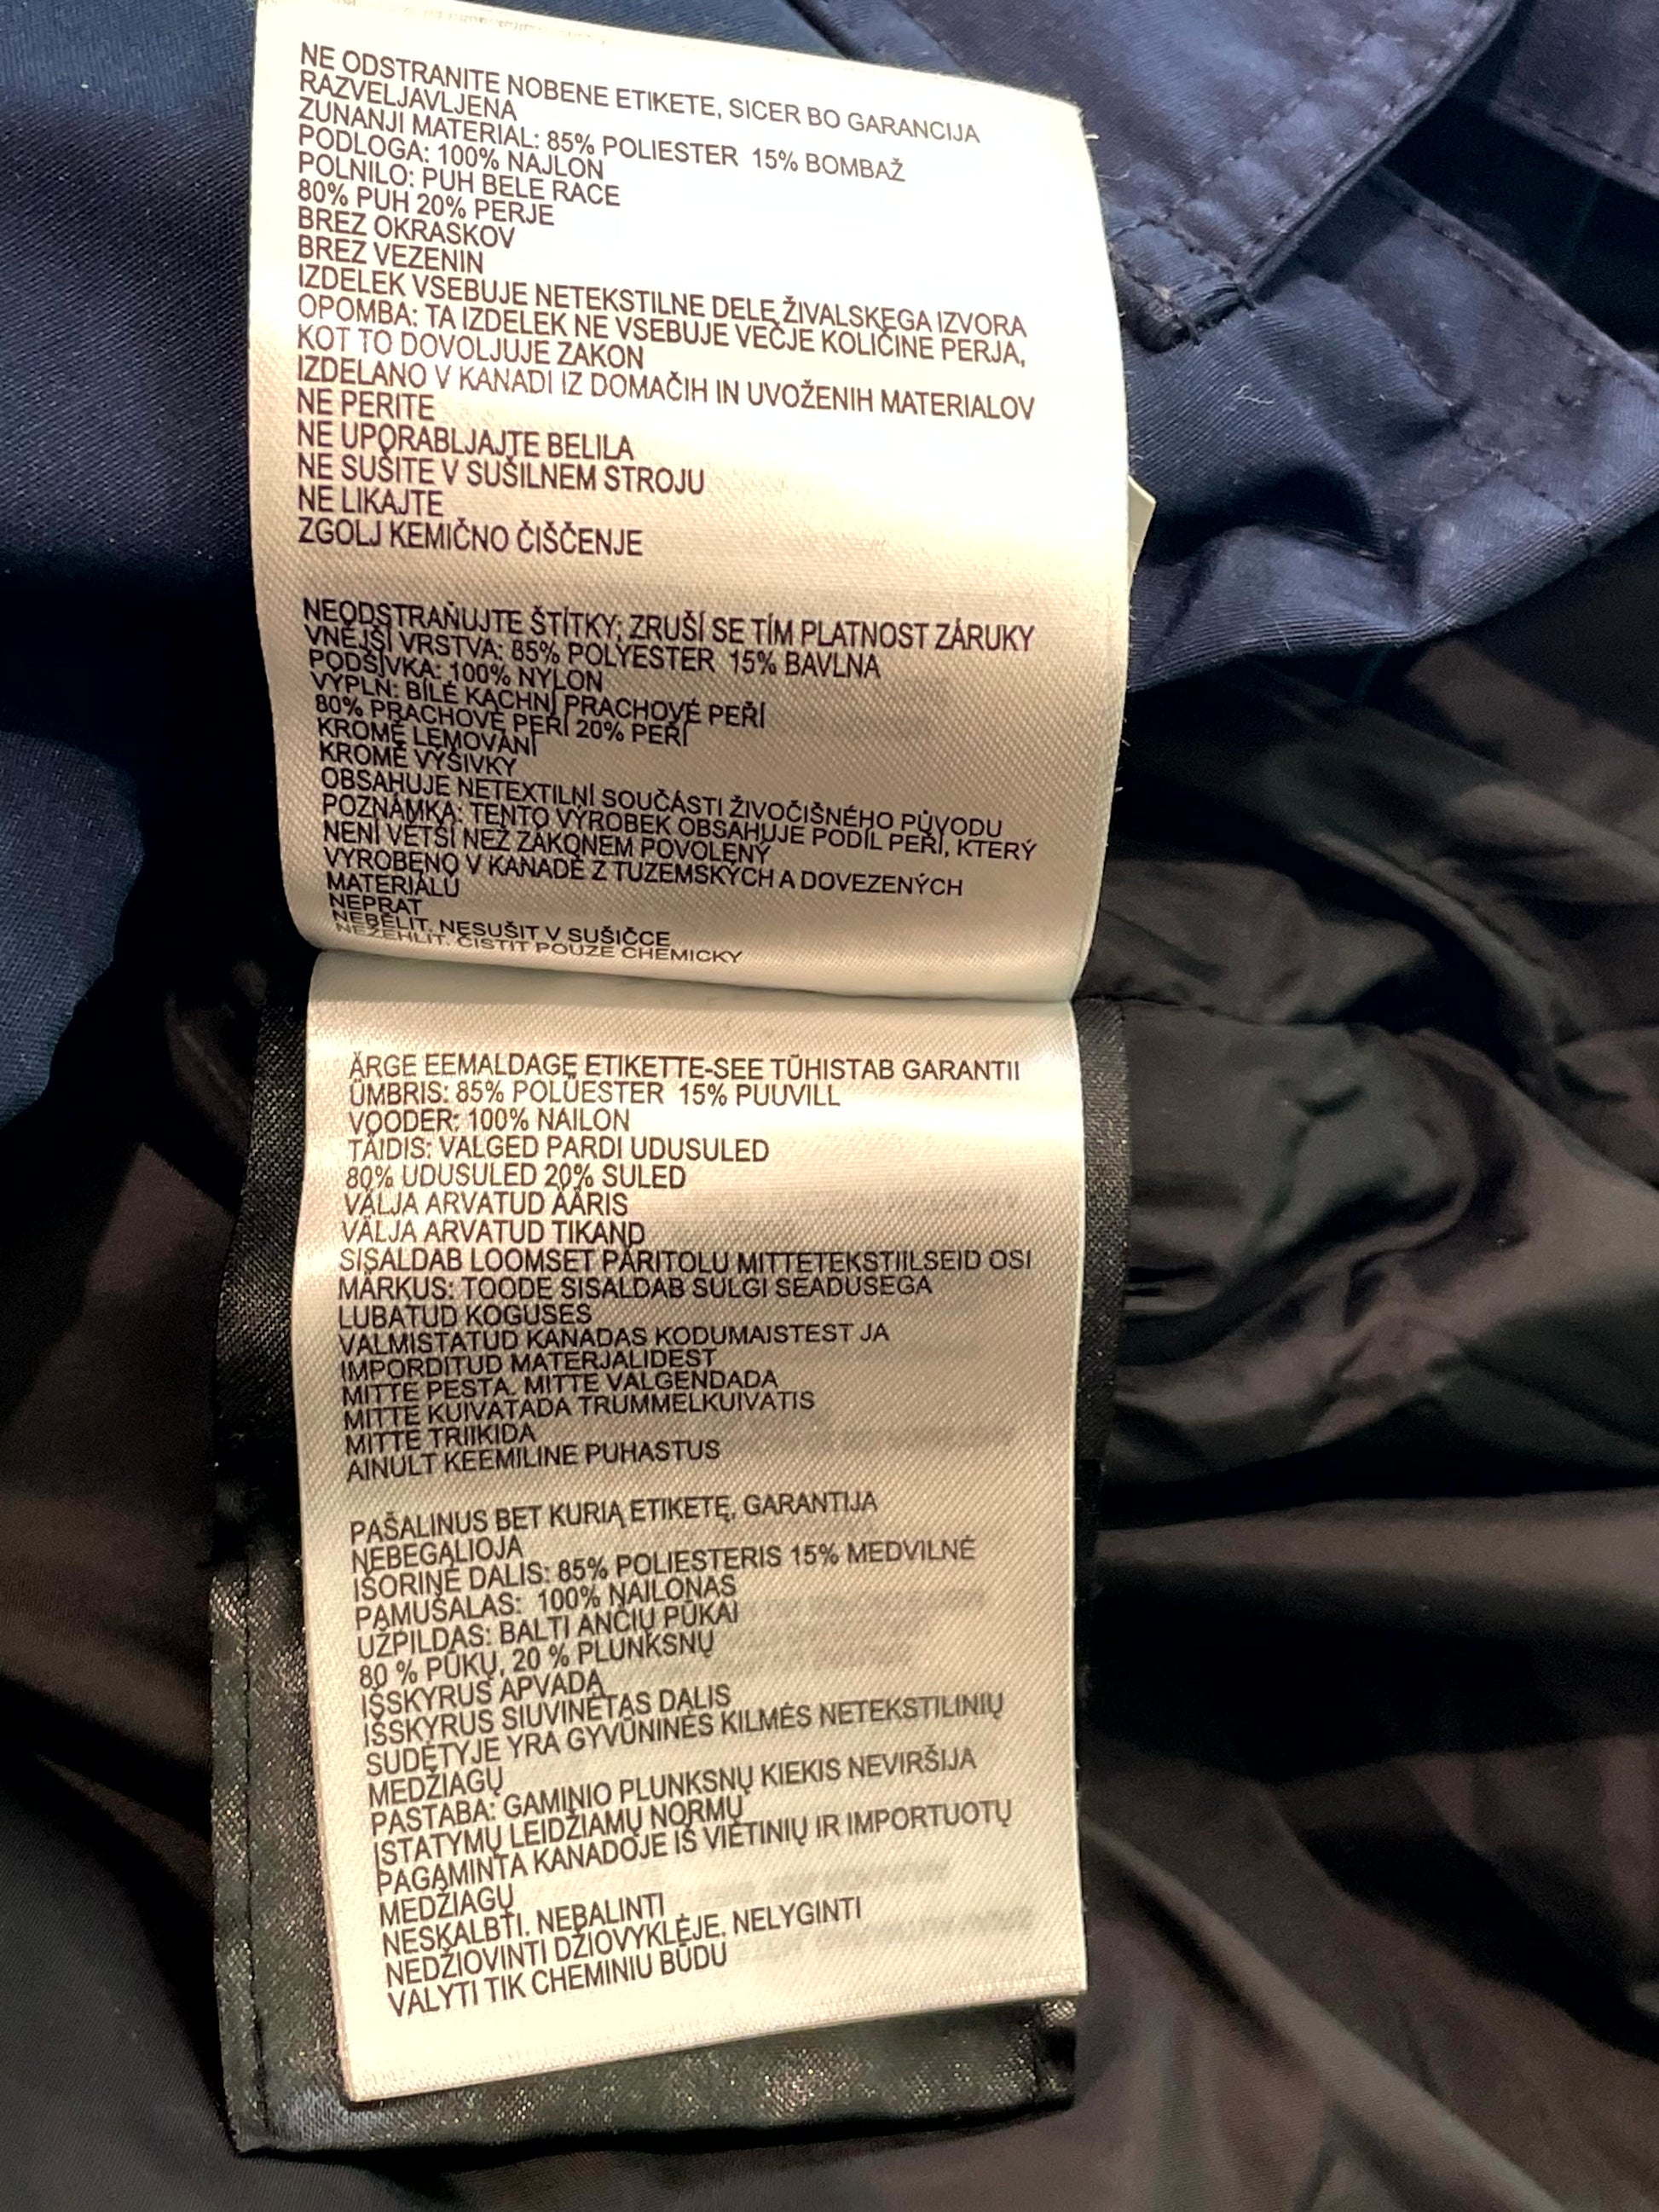 NE ODSTRANITE NOBENE ETIKETE, SICER BO GARANCIJA
RAZVELJAVLJENA
ZUNANJI MATERIAL: 85% POLIESTER 15% BOMBAŽ
PODLOGA: 100% NAJLON
POLNILO: PUH BELE RACE
80% PUH 20% PERJE
BREZ OKRASKOV
BREZ VEZENIN
IZDELEK VSEBUJE NETEKSTILNE DELE ŽIVALSKEGA IZVORA
OPOMBA: TA IZDELEK NE VSEBUJE VEČJE KOLIČINE PERJA,
KOT TO DOVOLJUJE ZAKON
IZDELANO V KANADI IZ DOMAČIH IN UVOŽENIH MATERIALOV
NE PERITE
NE UPORABLJAJTE BELILA
NE SUŠITE V SUŠILNEM STROJU
NE LIKAJTE
ZGOLJ KEMIČNO ČIŠČENJE
NEODSTRAŇUJTE ŠTÍTKY; ZRUŠÍ SE TÍM PLATNOST ZÁRUKY
VNĚJŠÍ VRSTVA: 85% POLYESTER 15% BAVLNA
PODŠÍVKA: 100% NYLON
VÝPLŇ: BÍLÉ KACHNÍ PRACHOVÉ PEŘÍ
80% PRACHOVÉ PEŘÍ 20% PEŘÍ
KROMĚ LEMOVÁNÍ
KROMĚ VÝŠIVKY
OBSAHUJE NETEXTILNÍ SOUČÁSTI ŽIVOČIŠNÉHO PŮVODU
POZNÁMKA: TENTO VÝROBEK OBSAHUJE PODÍL PEŘÍ, KTERÝ
NENÍ VĚTŠÍ NEŽ ZÁKONEM POVOLENÝ
VYROBENO V KANADĚ Z TUZEMSKÝCH A DOVEZENÝCH
MATERIÁLŮ
NEPRAT
NEBĚLIT. NESUŠIT V SUŠIČCE
NEŽEHLIT. ČISTIT POUZE CHEMICKY
ÄRGE EEMALDAGE ETIKETTE-SEE TÜHISTAB GARANTII
ÜMBRIS: 85% POLÜESTER 15% PUUVILL
VOODER: 100% NAILON
TÄIDIS: VALGED PARDI UDUSULED
80% UDUSULED 20% SULED
VÄLJA ARVATUD ÄÄRIS
VÄLJA ARVATUD TIKAND
SISALDAB LOOMSET PÄRITOLU MITTETEKSTIILSEID OSI
MÄRKUS: TOODE SISALDAB SULGI SEADUSEGA
LUBATUD KOGUSES
VALMISTATUD KANADAS KODUMAISTEST JA
IMPORDITUD MATERJALIDEST
MITTE PESTA. MITTE VALGENDADA
MITTE KUIVATADA TRUMMELKUIVATIS
MITTE TRIIKIDA
AINULT KEEMILINE PUHASTUS
PAŠALINUS BET KURIĄ ETIKETĘ, GARANTIJA
NEBEGALIOJA
IŠORINĖ DALIS: 85% POLIESTERIS 15% MEDVILNĖ
PAMUŠALAS: 100% NAILONAS
UŽPILDAS: BALTI ANČIŲ PŪKAI
80 % PŪKŲ, 20 % PLUNKSNŲ
IŠSKYRUS APVADĄ
IŠSKYRUS SIUVINĖTAS DALIS
SUDĖTYJE YRA GYVŪNINĖS KILMĖS NETEKSTILINIŲ
MEDŽIAGŲ
PASTABA: GAMINIO PLUNKSNŲ KIEKIS NEVIRŠIJA
ĮSTATYMŲ LEIDŽIAMŲ NORMŲ
PAGAMINTA KANADOJE IŠ VIETINIŲ IR IMPORTUOTŲ
MEDŽIAGŲ
NESKALBTI. NEBALINTI
NEDŽIOVINTI DŽIOVYKLĖJE. NELYGINTI
VALYTI TIK CHEMINIU BŪDU